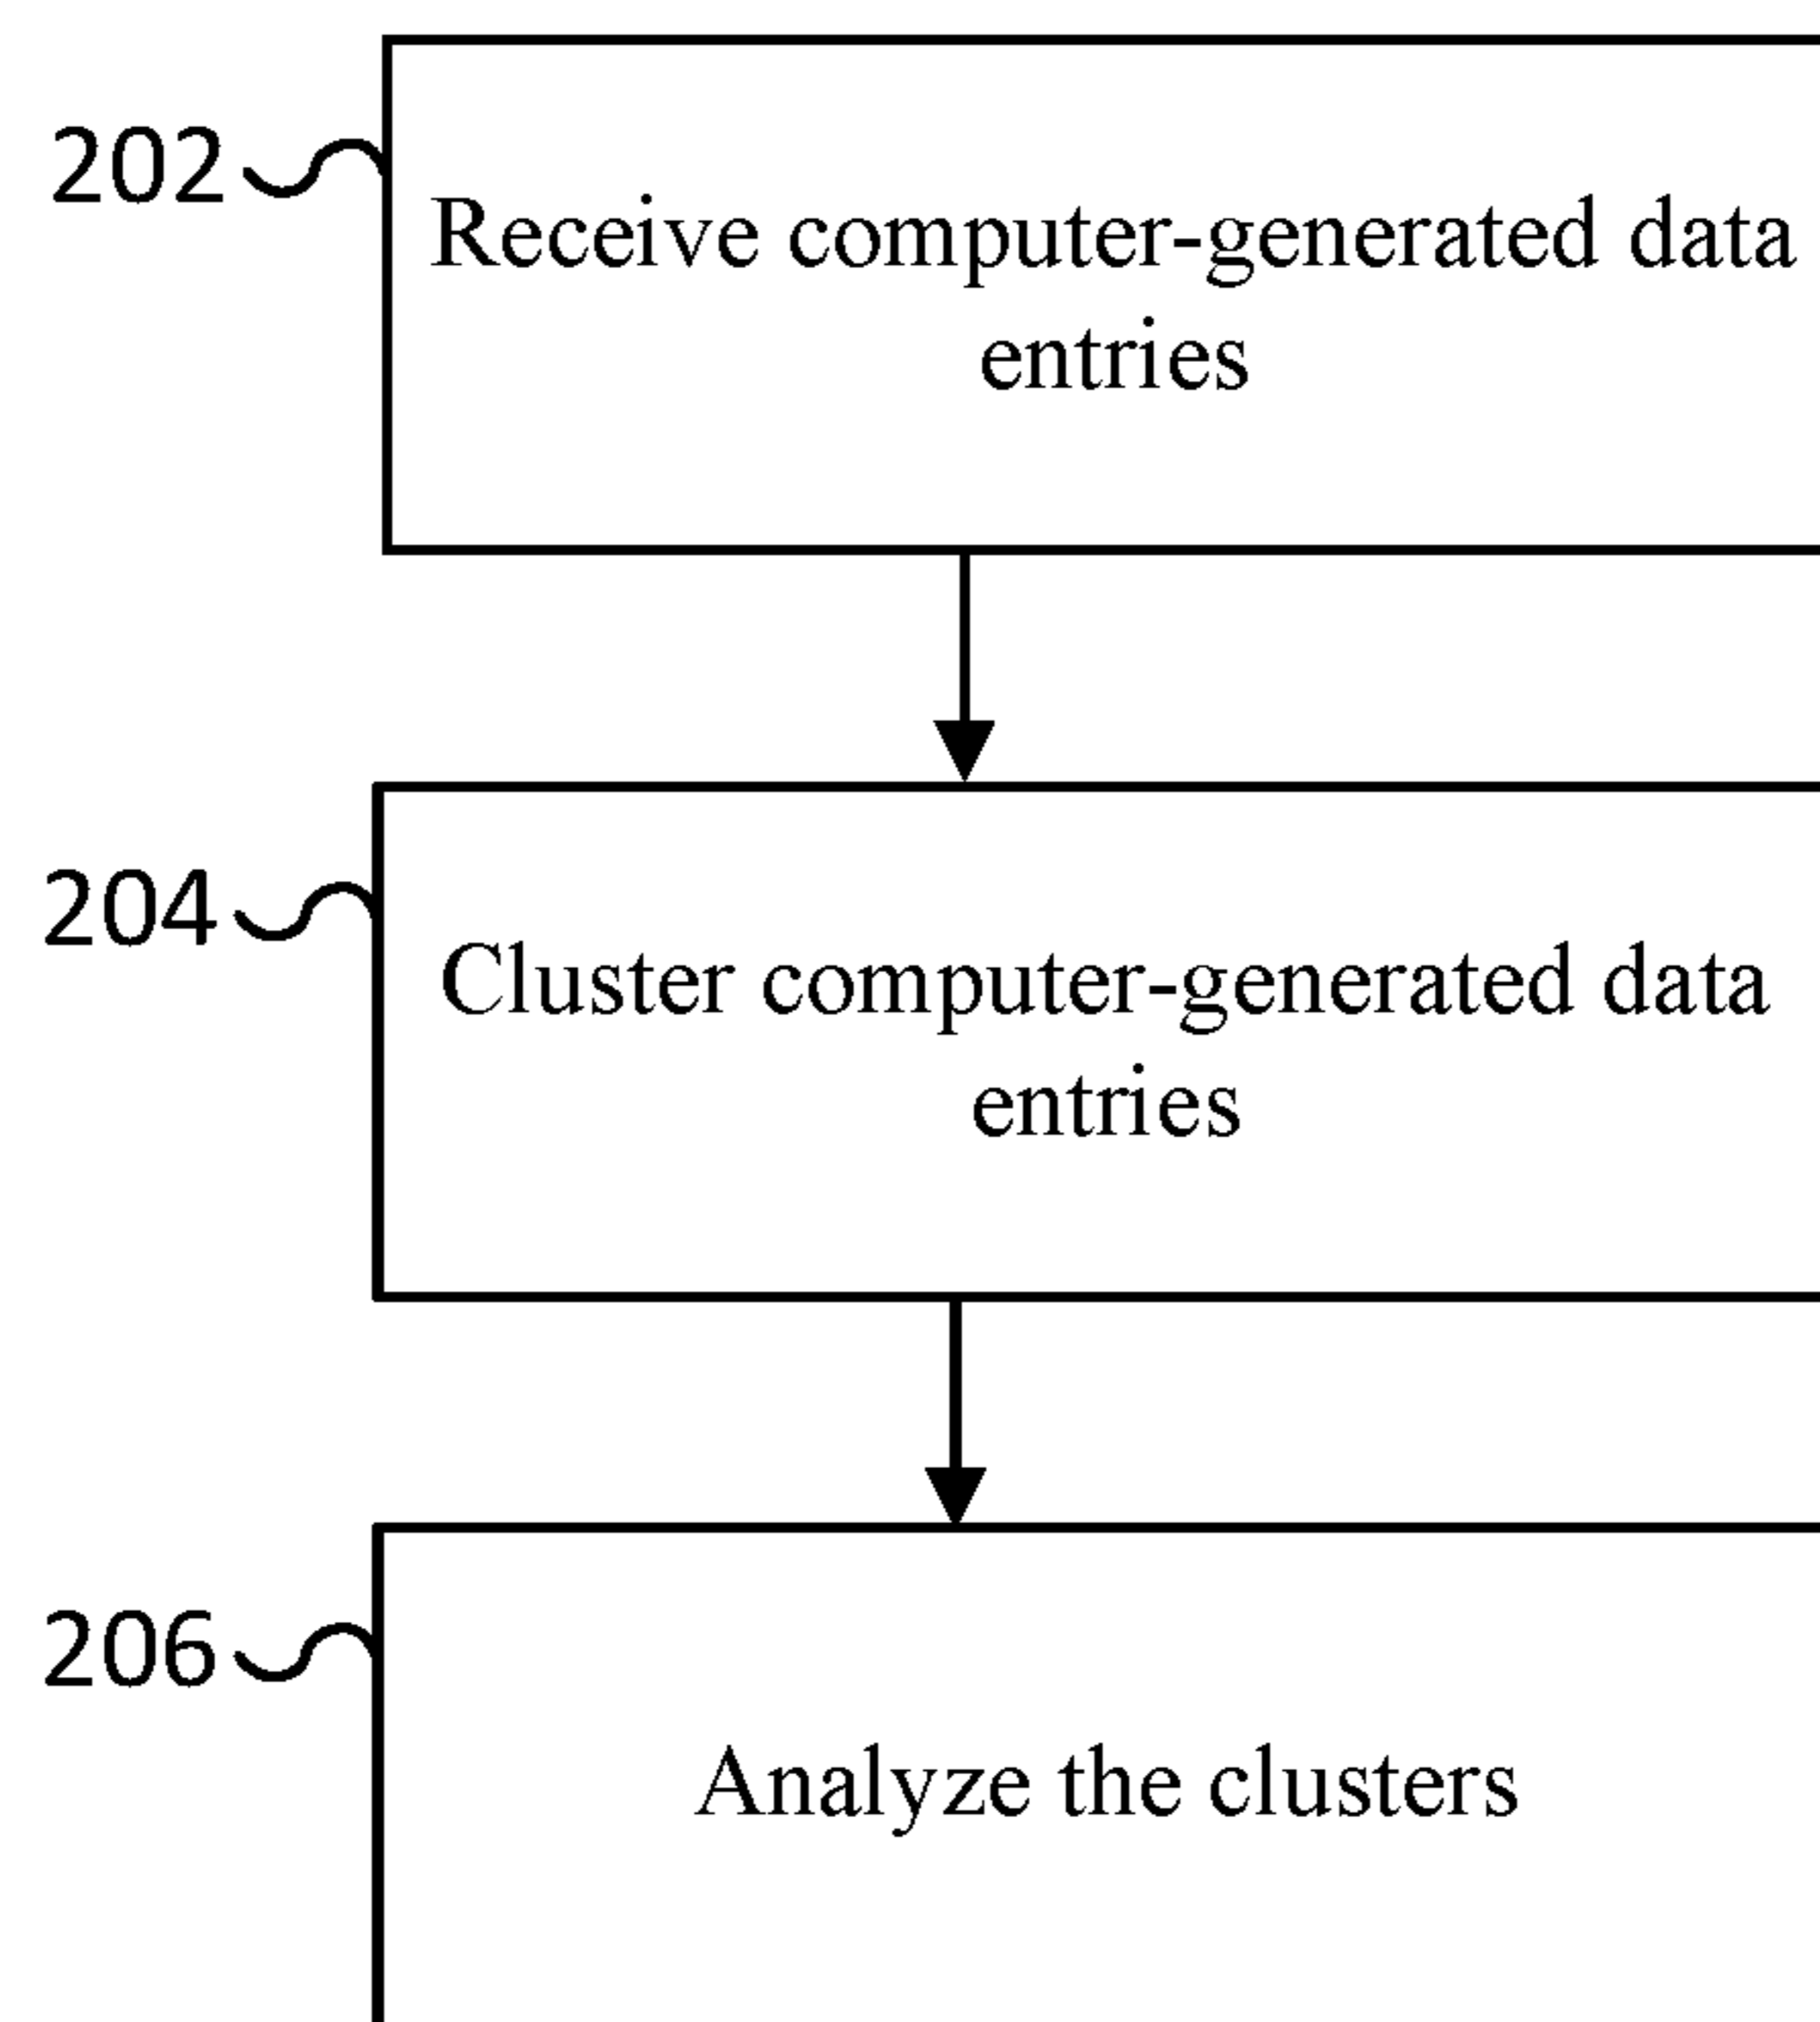 202
Receive computer-generated data
entries
204
Cluster computer-generated data
entries
206
Analyze the clusters